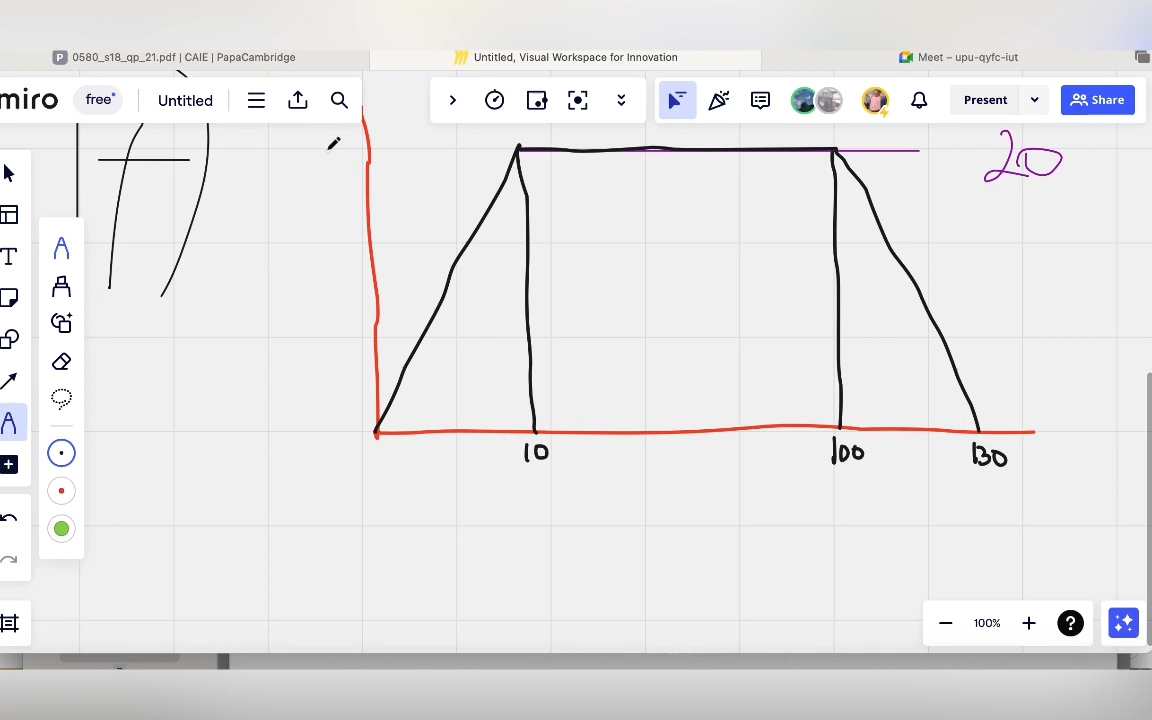 0580_s18_qp_21.pdf | CAIE | PapaCambridge
Untitled, Visual Workspace for Innovation
Meet – upu-qyfc-iut
miro
free
Untitled
Present
Share
20
10
100
130
100%